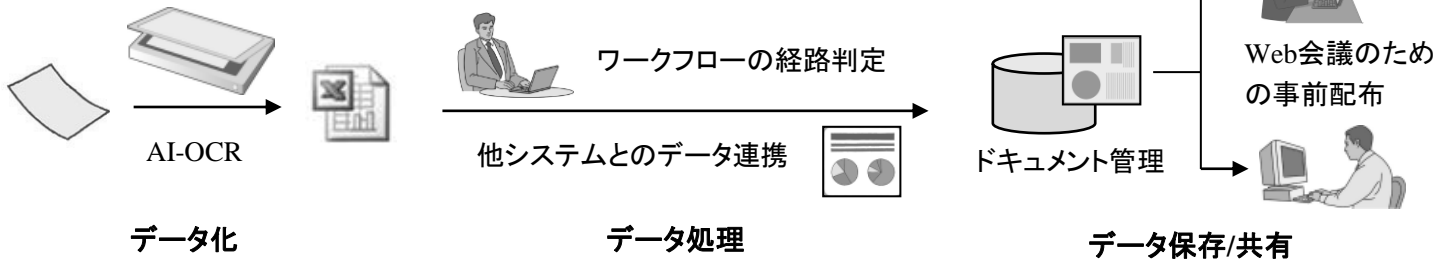 ワークフローの経路判定
Web会議のため
の事前配布
AI-OCR
他システムとのデータ連携
ドキュメント管理
データ化
データ処理
データ保存/共有